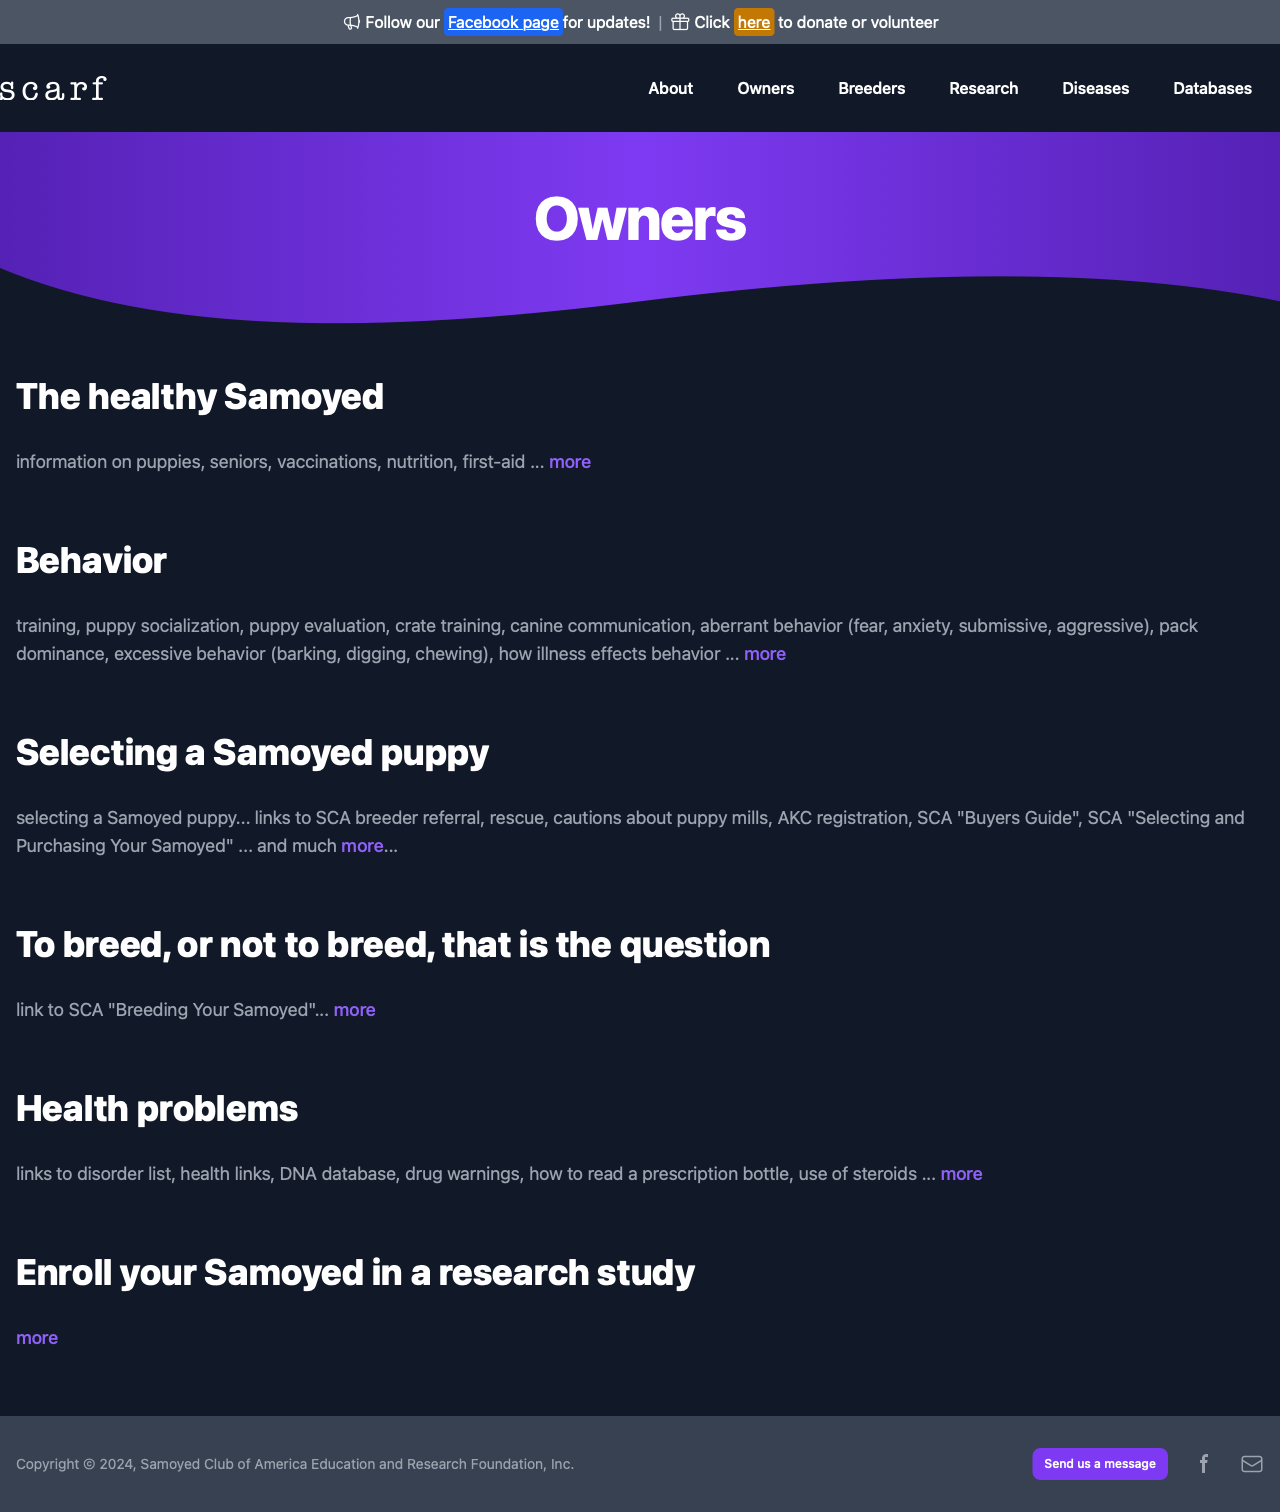 Follow our Facebook page for updates! | Click here to donate or volunteer
scarf
About Owners Breeders Research Diseases Databases
Owners
The healthy Samoyed
information on puppies, seniors, vaccinations, nutrition, first-aid ... more
Behavior
training, puppy socialization, puppy evaluation, crate training, canine communication, aberrant behavior (fear, anxiety, submissive, aggressive), pack
dominance, excessive behavior (barking, digging, chewing), how illness effects behavior ... more
Selecting a Samoyed puppy
selecting a Samoyed puppy... links to SCA breeder referral, rescue, cautions about puppy mills, AKC registration, SCA "Buyers Guide", SCA "Selecting and
Purchasing Your Samoyed" ... and much more...
To breed, or not to breed, that is the question
link to SCA "Breeding Your Samoyed"... more
Health problems
links to disorder list, health links, DNA database, drug warnings, how to read a prescription bottle, use of steroids ... more
Enroll your Samoyed in a research study
more
Copyright © 2024, Samoyed Club of America Education and Research Foundation, Inc.
Send us a message